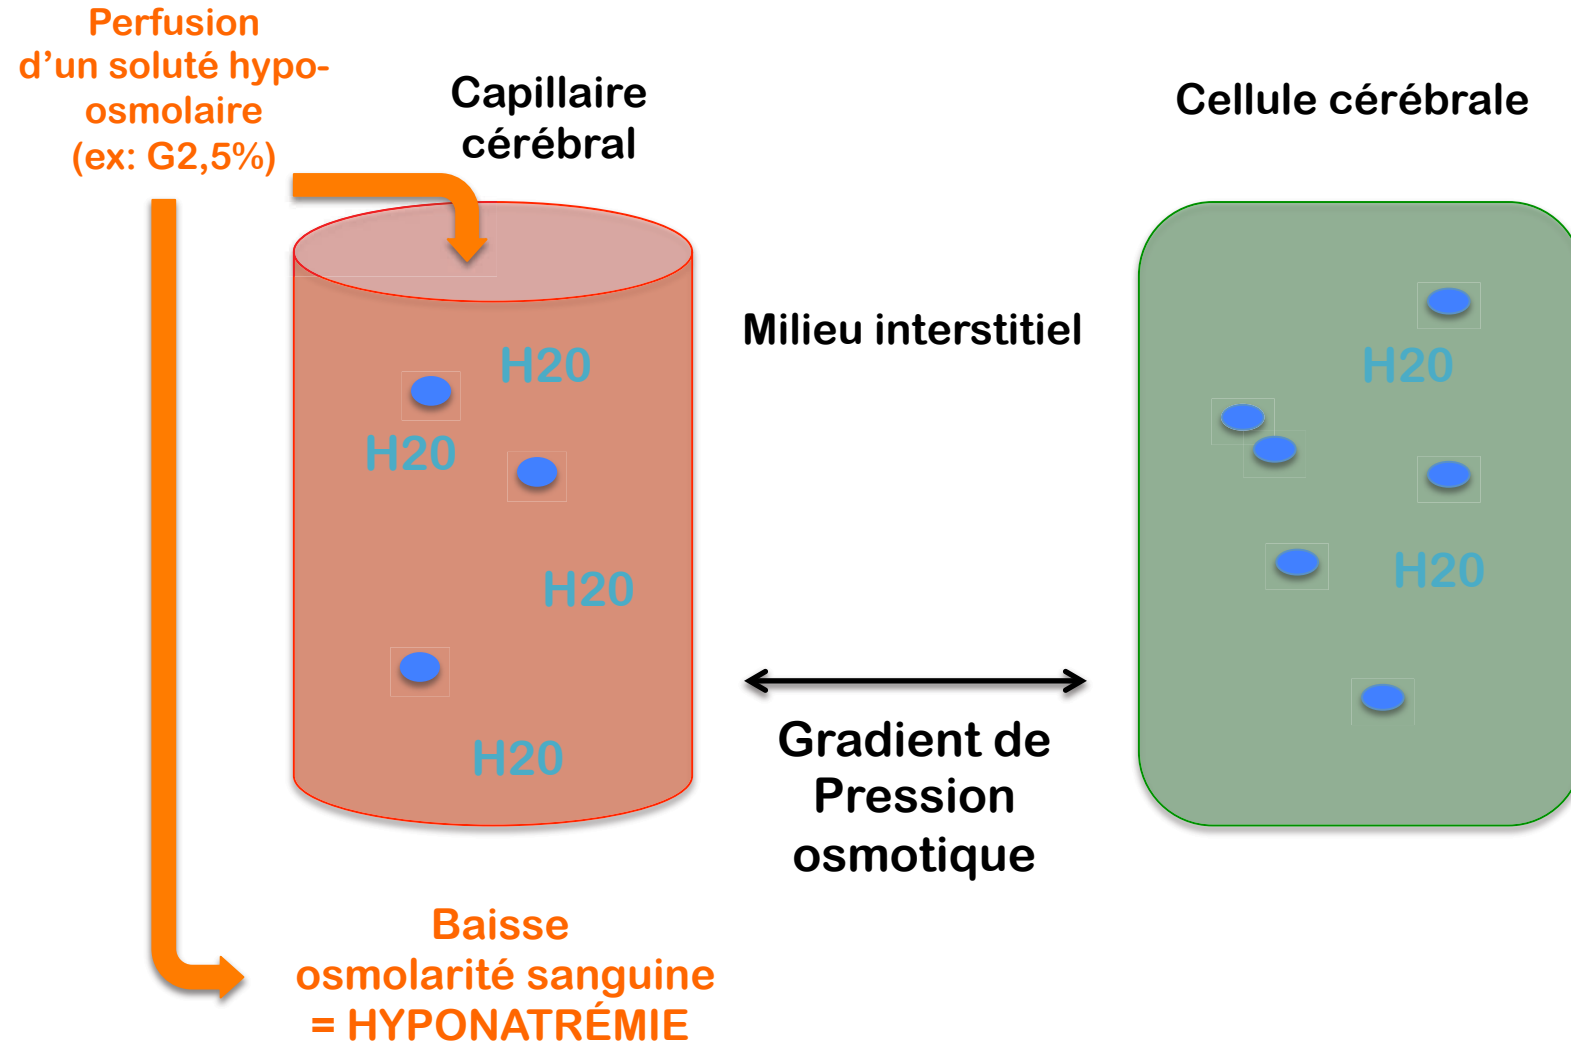 Perfusion
d’un soluté hypo-
osmolaire
(ex: G2,5%)
Capillaire
cérébral
Cellule cérébrale
Milieu interstitiel
H20
H20
H20
H20
H20
H20
Gradient de
Pression
osmotique
Baisse
osmolarité sanguine
= HYPONATRÉMIE